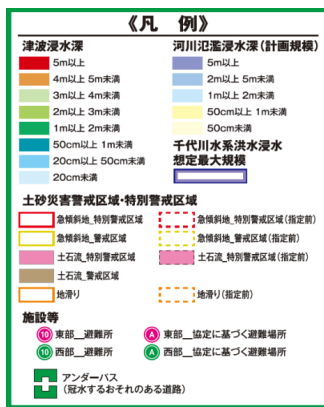 《凡 例》
津波浸水深
5m以上
4m以上 5m未満
3m以上 4m未満
2m以上 3m未満
1m以上 2m未満
50cm以上 1m未満
20cm以上 50cm未満
20cm未満
河川氾濫浸水深(計画規模)
5m以上
2m以上 5m未満
1m以上 2m未満
50cm以上 1m未満
50cm未満
千代川水系洪水浸水
想定最大規模
土砂災害警戒区域・特別警戒区域
急傾斜地_特別警戒区域
急傾斜地_特別警戒区域(指定前)
急傾斜地_警戒区域
急傾斜地_警戒区域(指定前)
土石流_特別警戒区域
土石流_特別警戒区域(指定前)
土石流_警戒区域
地滑り
地滑り(指定前)
施設等
10 東部__避難所
A 東部__協定に基づく避難場所
10 西部__避難所
A 西部__協定に基づく避難場所
アンダーパス
(冠水するおそれのある道路)